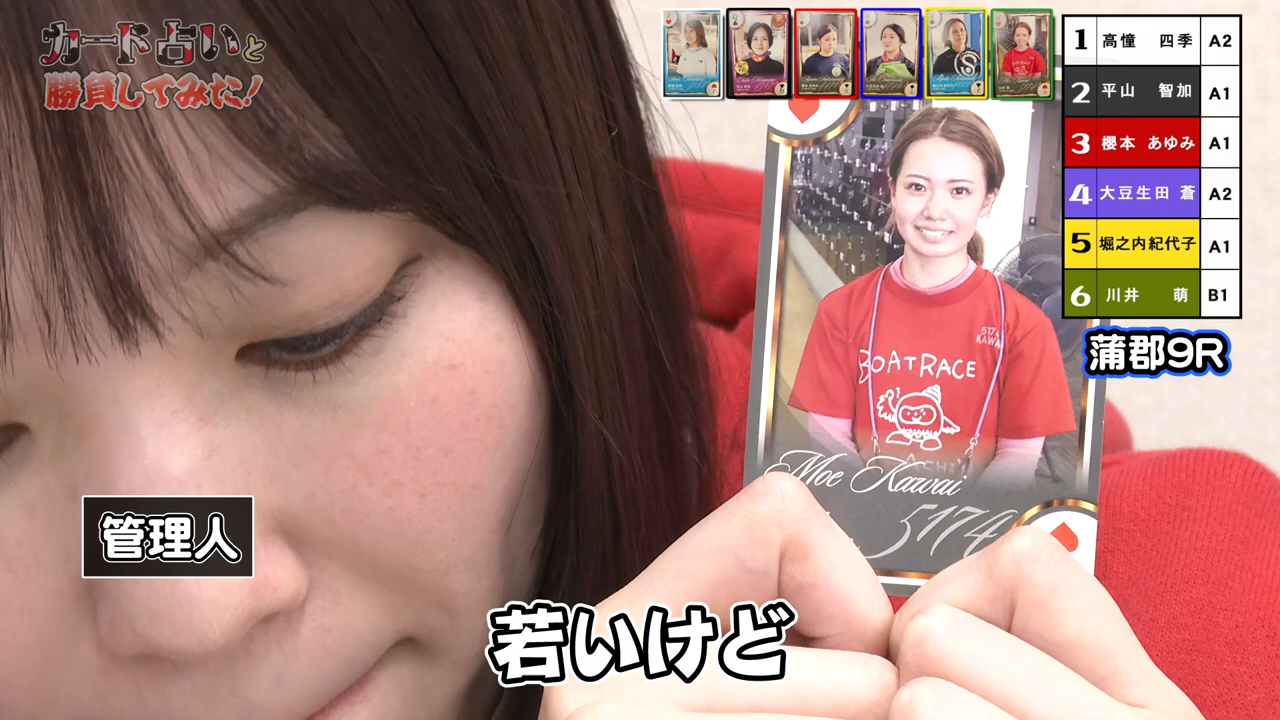 カード占いと
勝負してみた!
1 高憧 四季 A2
2 平山 智加 A1
3 櫻本 あゆみ A1
4 大豆生田 蒼 A2
5 堀之内紀代子 A1
6 川井 萌 B1
蒲郡9R
5174
KAWA
BOATRACE
ASHI
Moe Kawai
5174
管理人
若いけど